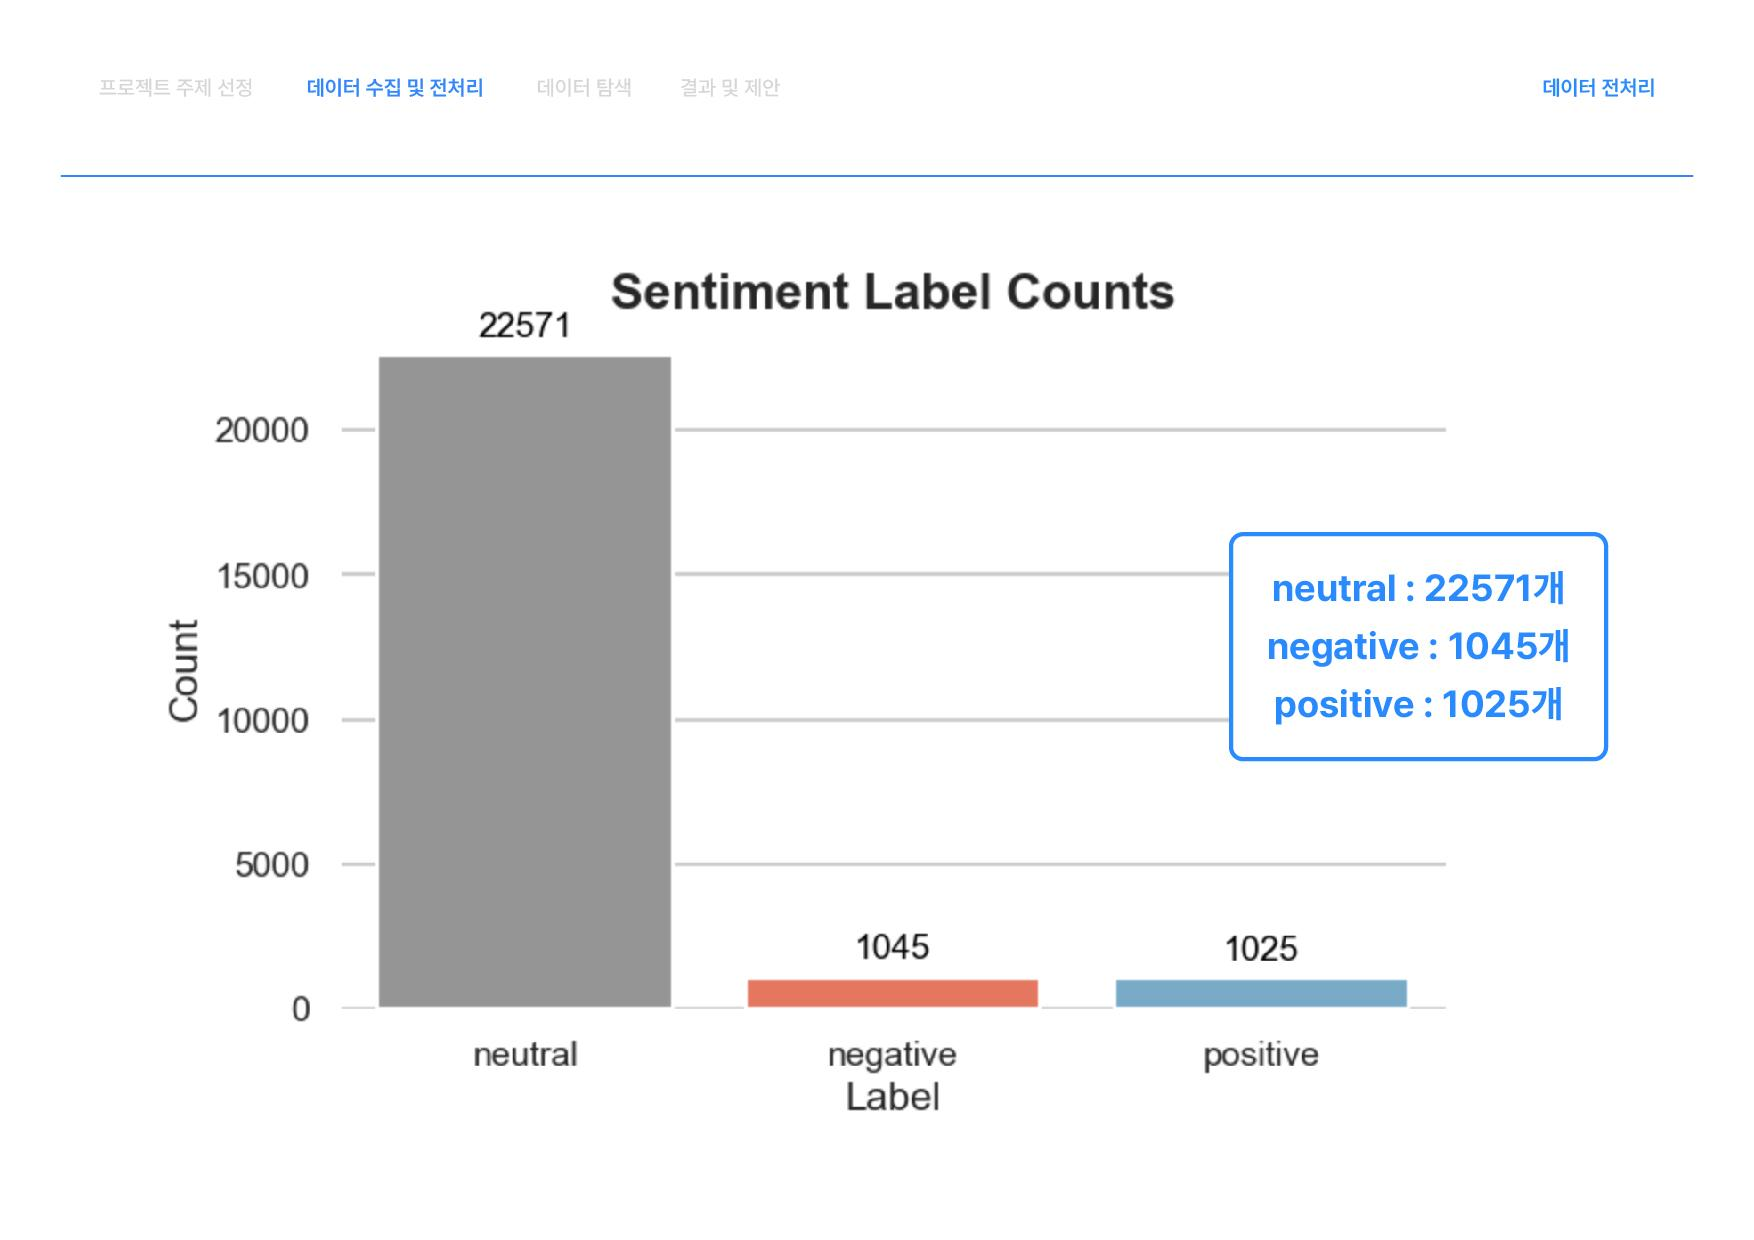 프로젝트 주제 선정 데이터 수집 및 전처리 데이터 탐색 결과 및 제안 데이터 전처리
Sentiment Label Counts
22571
20000
15000
10000
5000
0
Count
neutral : 22571개
negative : 1045개
positive : 1025개
1045
1025
neutral negative positive
Label